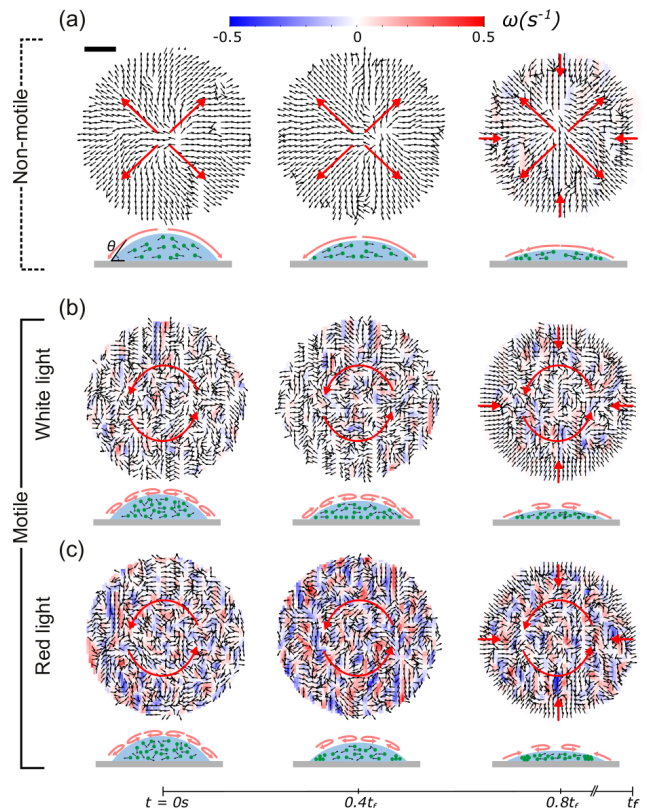 (a)
-0.5 0 0.5 ω(s⁻¹)
Non-motile
θ
(b)
White light
Motile
(c)
Red light
t = 0s 0.4t_f 0.8t_f t_f